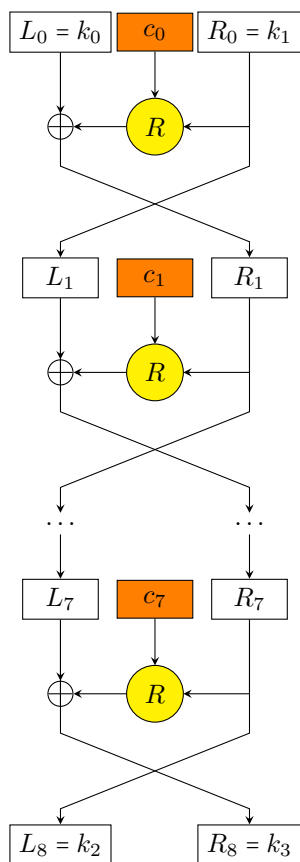 L₀ = k₀ c₀ R₀ = k₁
R
L₁ c₁ R₁
R
... ...
L₇ c₇ R₇
R
L₈ = k₂ R₈ = k₃